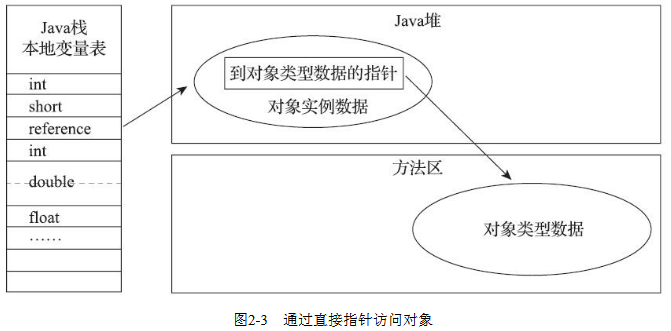 Java栈
本地变量表
int
short
reference
int
double
float
……
Java堆
到对象类型数据的指针
对象实例数据
方法区
对象类型数据
图2-3 通过直接指针访问对象